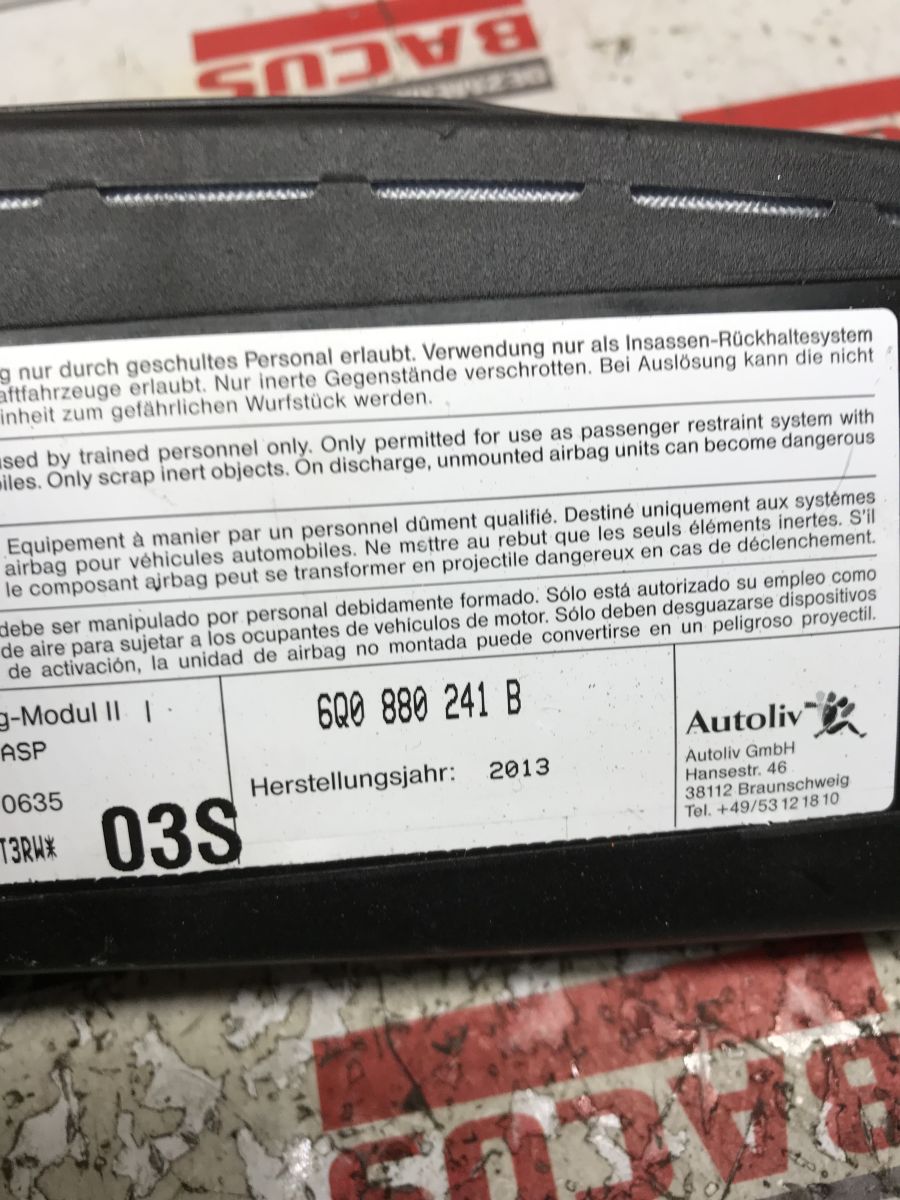 BACUS
nur durch geschultes Personal erlaubt. Verwendung nur als Insassen-Rückhaltesystem
erlaubt. Nur inerte Gegenstände verschrotten. Bei Auslösung kann die nicht
zum gefährlichen Wurfstück werden.
by trained personnel only. Only permitted for use as passenger restraint system with
Only scrap inert objects. On discharge, unmounted airbag units can become dangerous
Equipement à manier par un personnel dûment qualifié. Destiné uniquement aux systèmes
airbag pour véhicules automobiles. Ne mettre au rebut que les seuls éléments inertes. S'il
le composant airbag peut se transformer en projectile dangereux en cas de déclenchement.
debe ser manipulado por personal debidamente formado. Sólo está autorizado su empleo como
de aire para sujetar a los ocupantes de vehiculos de motor. Sólo deben desguazarse dispositivos
de activación, la unidad de airbag no montada puede convertirse en un peligroso proyectil.
g-Modul II
ASP
0635
T3RW*
03S
6Q0 880 241 B
Herstellungsjahr: 2013
Autoliv
Autoliv GmbH
Hansestr. 46
38112 Braunschweig
Tel. +49/53 12 18 10
BACUS